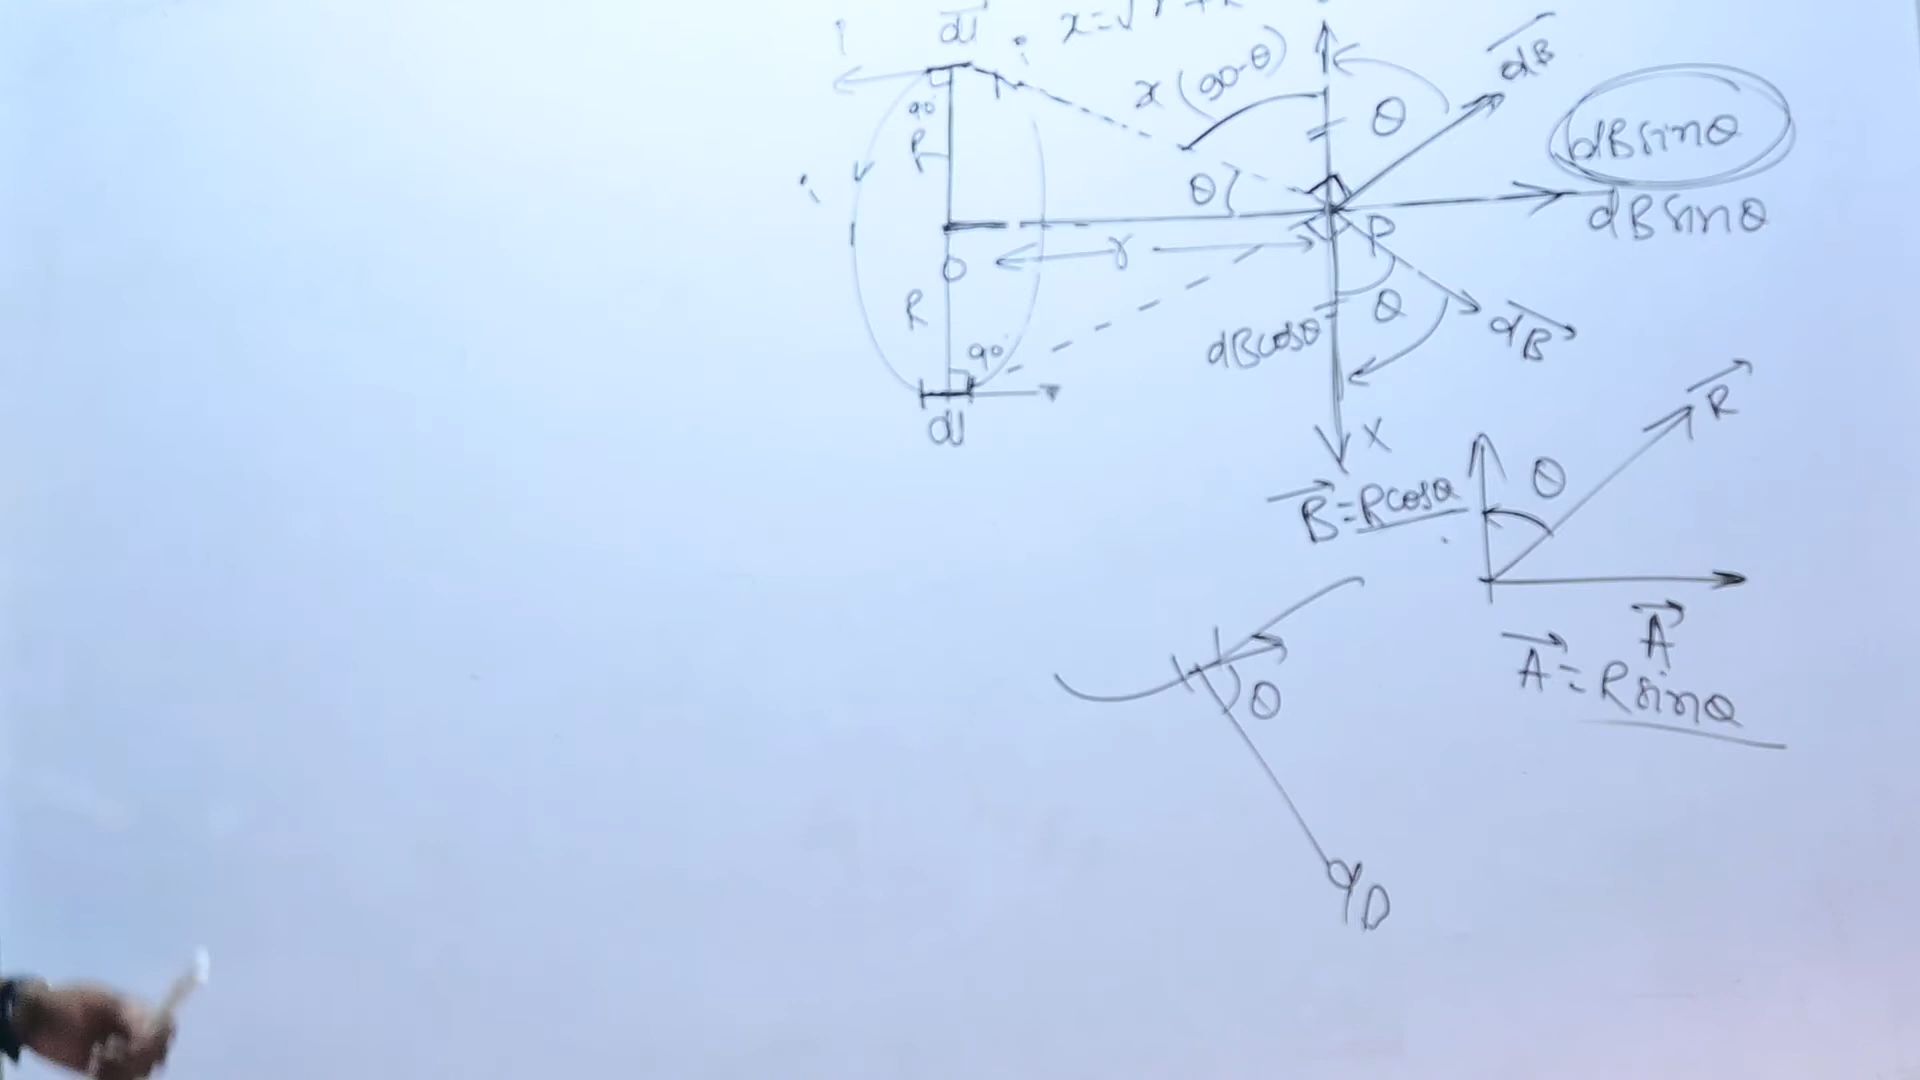 dl
i
x(90-θ)
θ
dB
90
R
dB sinθ
θ
dB sinθ
P
r
O
R
θ
dBcosθ
dB
90
dl
X
R
θ
B=Rcosθ
A
A=Rsinθ
θ
P